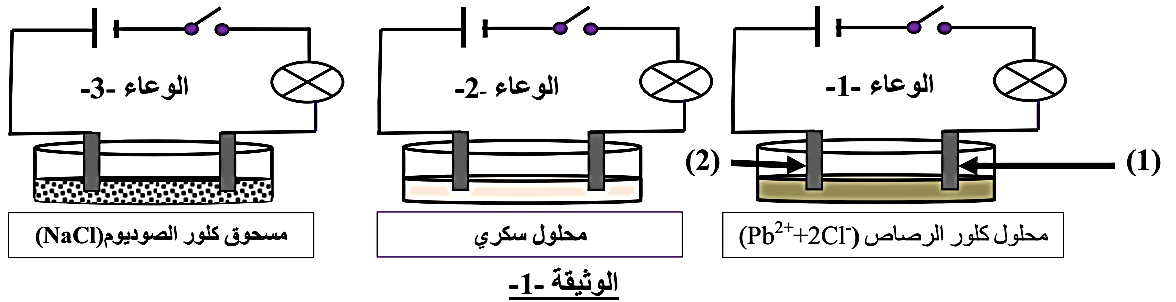 الوعاء -1-
الوعاء -2-
الوعاء -3-
(1)
(2)
محلول كلور الرصاص (Pb²⁺+2Cl⁻)
محلول سكري
مسحوق كلور الصوديوم(NaCl)
الوثيقة -1-